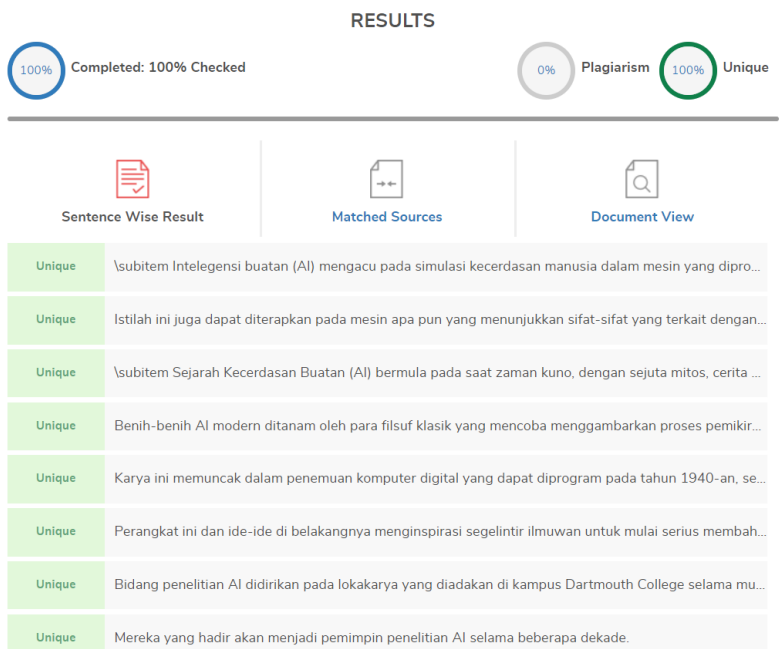 RESULTS
100% Completed: 100% Checked 0% Plagiarism 100% Unique
Sentence Wise Result Matched Sources Document View
Unique \subitem Intelegensi buatan (AI) mengacu pada simulasi kecerdasan manusia dalam mesin yang dipro...
Unique Istilah ini juga dapat diterapkan pada mesin apa pun yang menunjukkan sifat-sifat yang terkait dengan...
Unique \subitem Sejarah Kecerdasan Buatan (AI) bermula pada saat zaman kuno, dengan sejuta mitos, cerita ...
Unique Benih-benih AI modern ditanam oleh para filsuf klasik yang mencoba menggambarkan proses pemikir...
Unique Karya ini memuncak dalam penemuan komputer digital yang dapat diprogram pada tahun 1940-an, se...
Unique Perangkat ini dan ide-ide di belakangnya menginspirasi segelintir ilmuwan untuk mulai serius membah...
Unique Bidang penelitian AI didirikan pada lokakarya yang diadakan di kampus Dartmouth College selama mu...
Unique Mereka yang hadir akan menjadi pemimpin penelitian AI selama beberapa dekade.